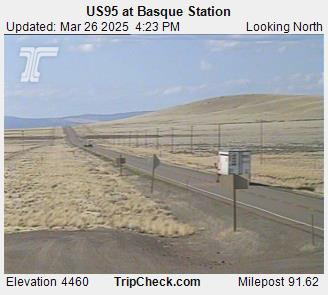 US95 at Basque Station
Updated: Mar 26 2025 4:23 PM Looking North
Elevation 4460 TripCheck.com Milepost 91.62